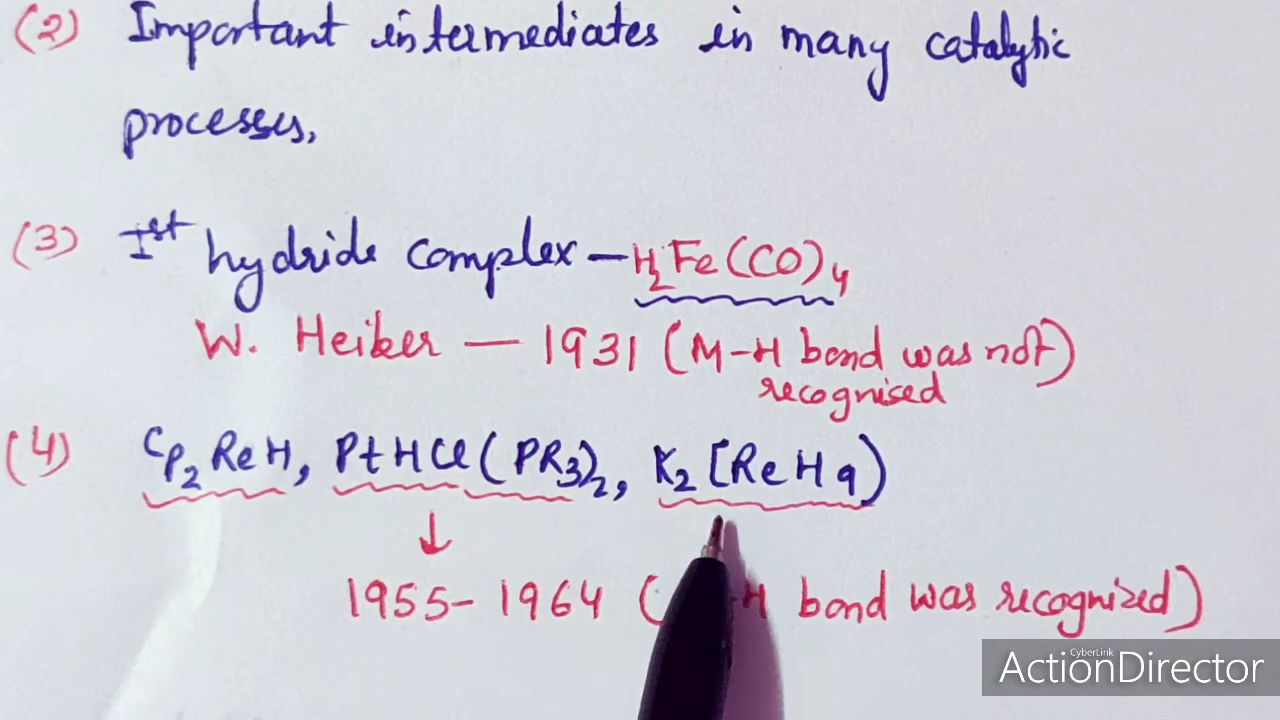 (2) Important intermediates in many catalytic
processes,
(3) Ist hydride complex – H₂Fe(CO)₄
W. Heiber — 1931 (M-H bond was not)
recognised
(4) Cp₂ReH, PtHCl(PR₃)₂, K₂[ReH9)
↓
1955- 1964 ( -H bond was recognized)
CyberLink
ActionDirector